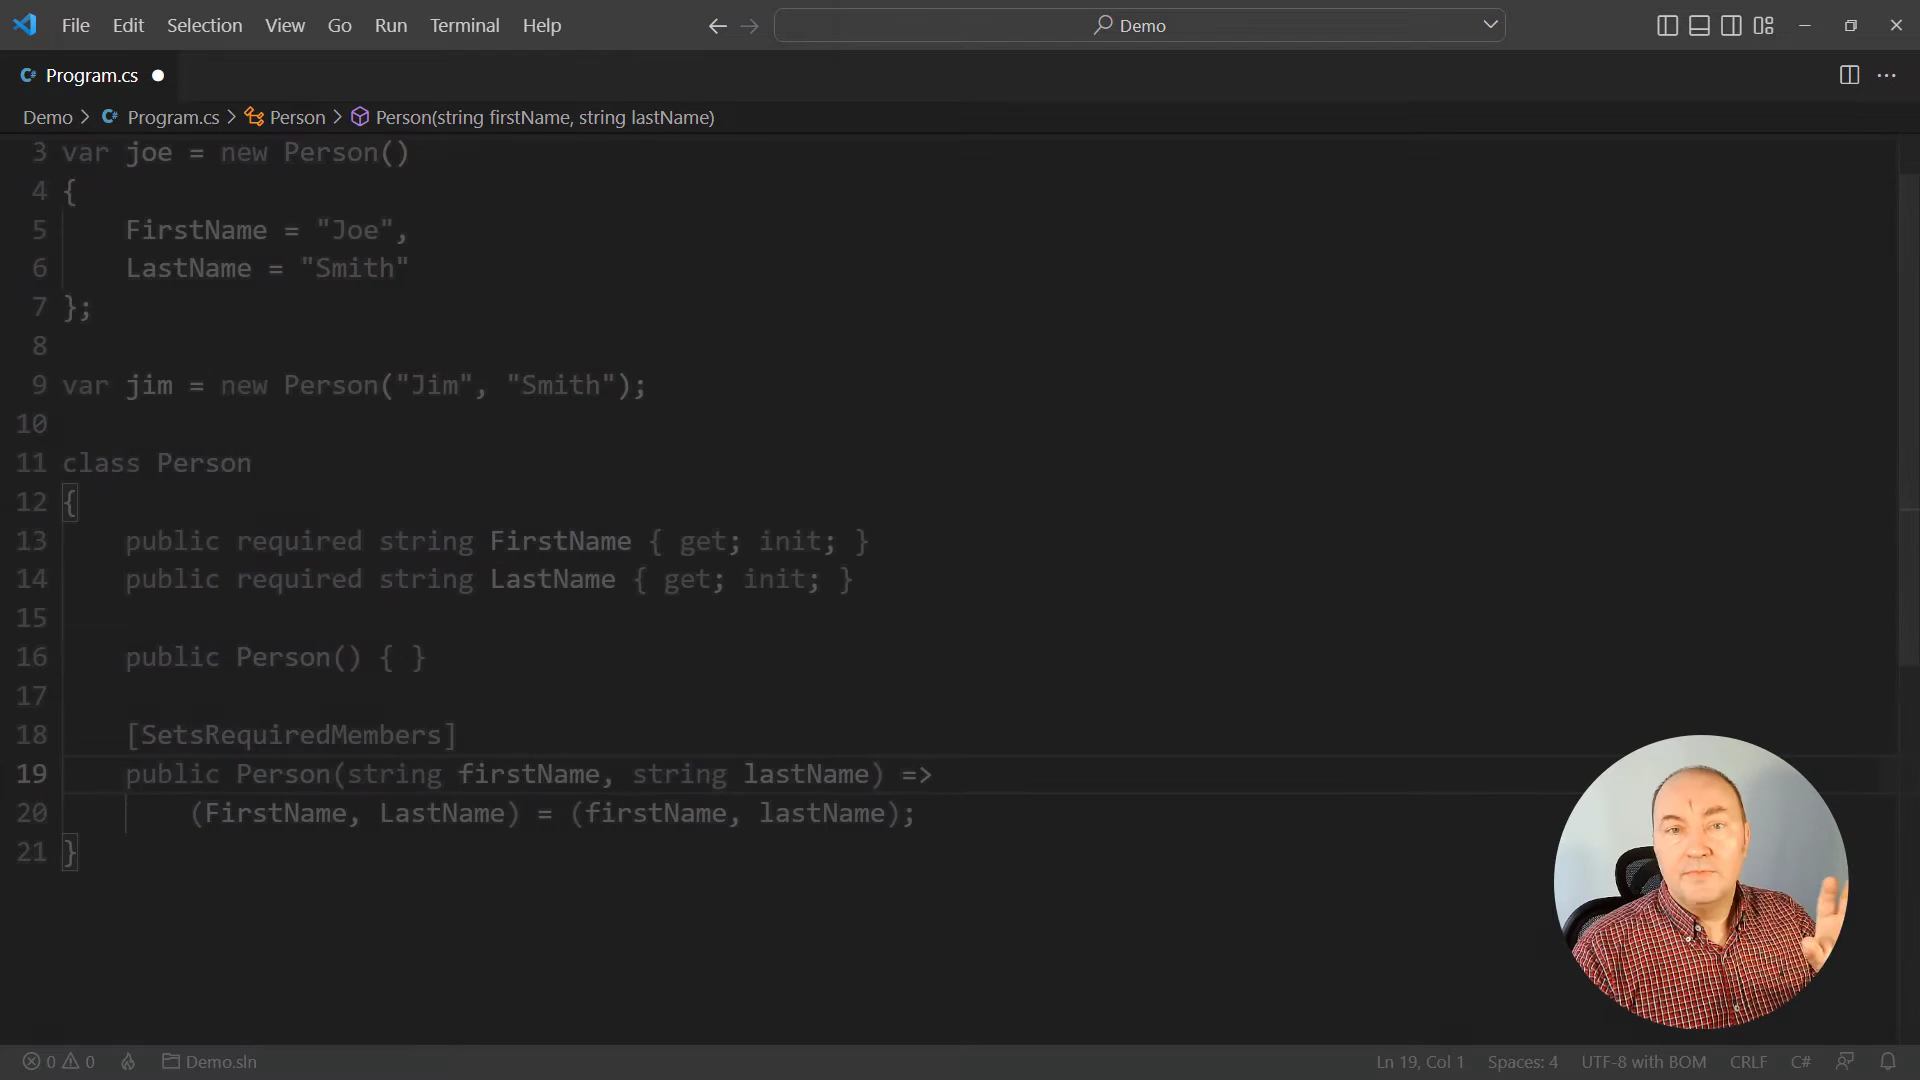 File Edit Selection View Go Run Terminal Help Demo
C# Program.cs
Demo > C# Program.cs > Person > Person(string firstName, string lastName)
3 var joe = new Person()
4 {
5 FirstName = "Joe",
6 LastName = "Smith"
7 };
8
9 var jim = new Person("Jim", "Smith");
10
11 class Person
12 {
13 public required string FirstName { get; init; }
14 public required string LastName { get; init; }
15
16 public Person() { }
17
18 [SetsRequiredMembers]
19 public Person(string firstName, string lastName) =>
20 (FirstName, LastName) = (firstName, lastName);
21 }
0 0 Demo.sln Ln 19, Col 1 Spaces: 4 UTF-8 with BOM CRLF C#